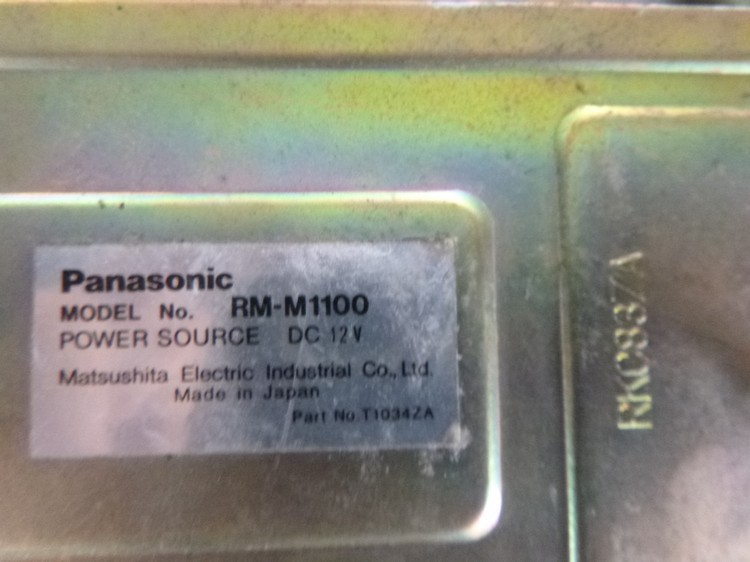 Panasonic
MODEL No. RM-M1100
POWER SOURCE DC 12V
Matsushita Electric Industrial Co., Ltd.
Made in Japan
Part No. T1034ZA